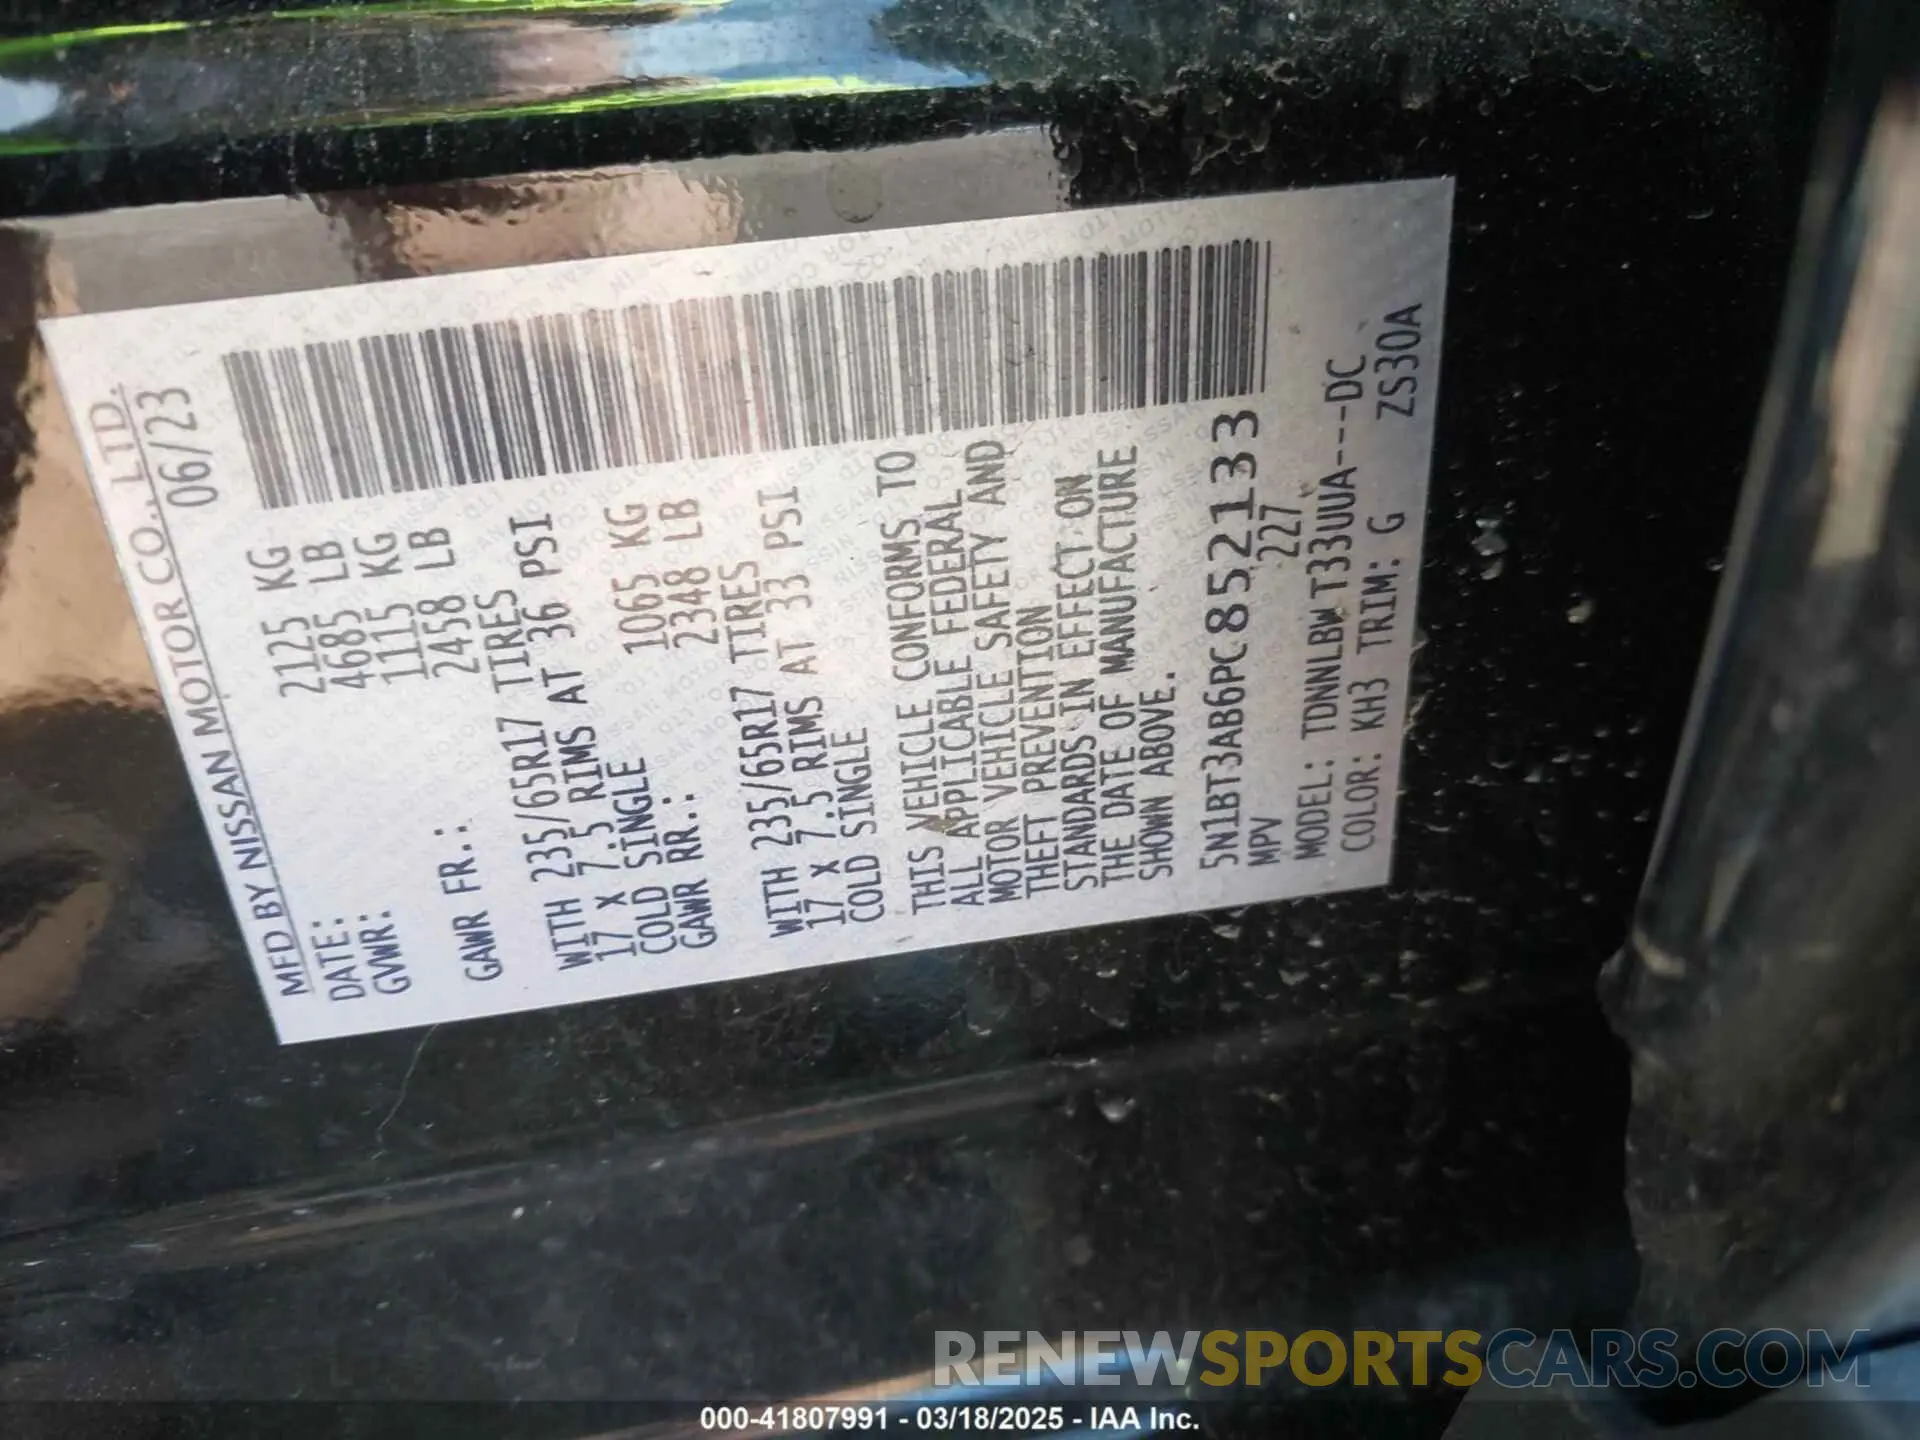 MFD BY NISSAN MOTOR CO., LTD.
DATE: 06/23
GVWR: 2125 KG
4685 LB
1115 KG
GAWR FR.: 2458 LB
WITH 235/65R17 TIRES
17 X 7.5 RIMS AT 36 PSI
COLD SINGLE
GAWR RR.: 1065 KG
2348 LB
WITH 235/65R17 TIRES
17 X 7.5 RIMS AT 33 PSI
COLD SINGLE
THIS VEHICLE CONFORMS TO
ALL APPLICABLE FEDERAL
MOTOR VEHICLE SAFETY AND
THEFT PREVENTION
STANDARDS IN EFFECT ON
THE DATE OF MANUFACTURE
SHOWN ABOVE.
5N1BT3AB6PC852133
MPV 227
MODEL: TDNNLBW T33UUA---DC
COLOR: KH3 TRIM: G ZS30A
RENEWSPORTSCARS.COM
000-41807991 - 03/18/2025 - IAA Inc.